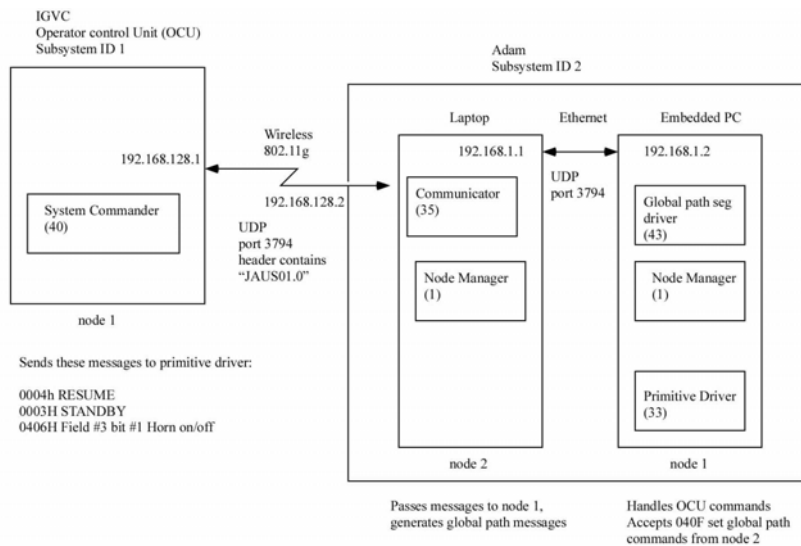 IGVC
Operator control Unit (OCU)
Subsystem ID 1
192.168.128.1
System Commander
(40)
node 1
Sends these messages to primitive driver:
0004h RESUME
0003H STANDBY
0406H Field #3 bit #1 Horn on/off
Wireless
802.11g
192.168.128.2
UDP
port 3794
header contains
“JAUS01.0”
Adam
Subsystem ID 2
Laptop
192.168.1.1
Communicator
(35)
Node Manager
(1)
node 2
Passes messages to node 1,
generates global path messages
Ethernet
UDP
port 3794
Embedded PC
192.168.1.2
Global path seg
driver
(43)
Node Manager
(1)
Primitive Driver
(33)
node 1
Handles OCU commands
Accepts 040F set global path
commands from node 2